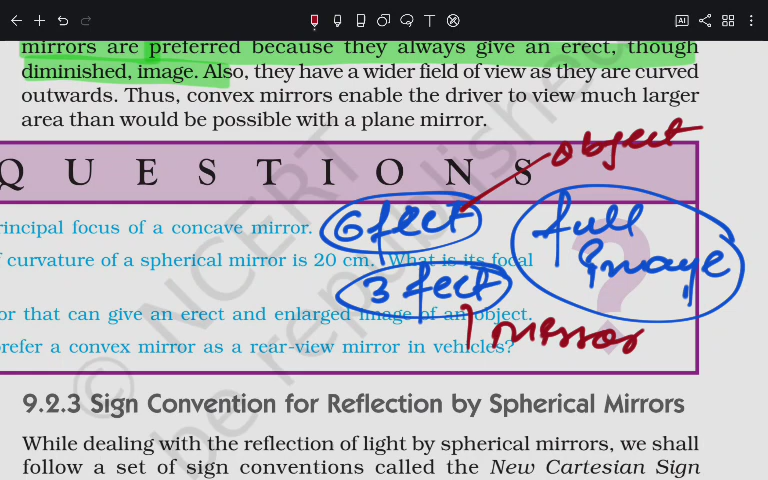 mirrors are preferred because they always give an erect, though
diminished, image. Also, they have a wider field of view as they are curved
outwards. Thus, convex mirrors enable the driver to view much larger
area than would be possible with a plane mirror.
object
QUESTIONS
rincipal focus of a concave mirror.
6 feet
full
f curvature of a spherical mirror is 20 cm. What is its focal
3 feet
or that can give an erect and enlarged image of an object.
prefer a convex mirror as a rear-view mirror in vehicles?
?
© NCERT
be republished
9.2.3 Sign Convention for Reflection by Spherical Mirrors
While dealing with the reflection of light by spherical mirrors, we shall
follow a set of sign conventions called the New Cartesian Sign